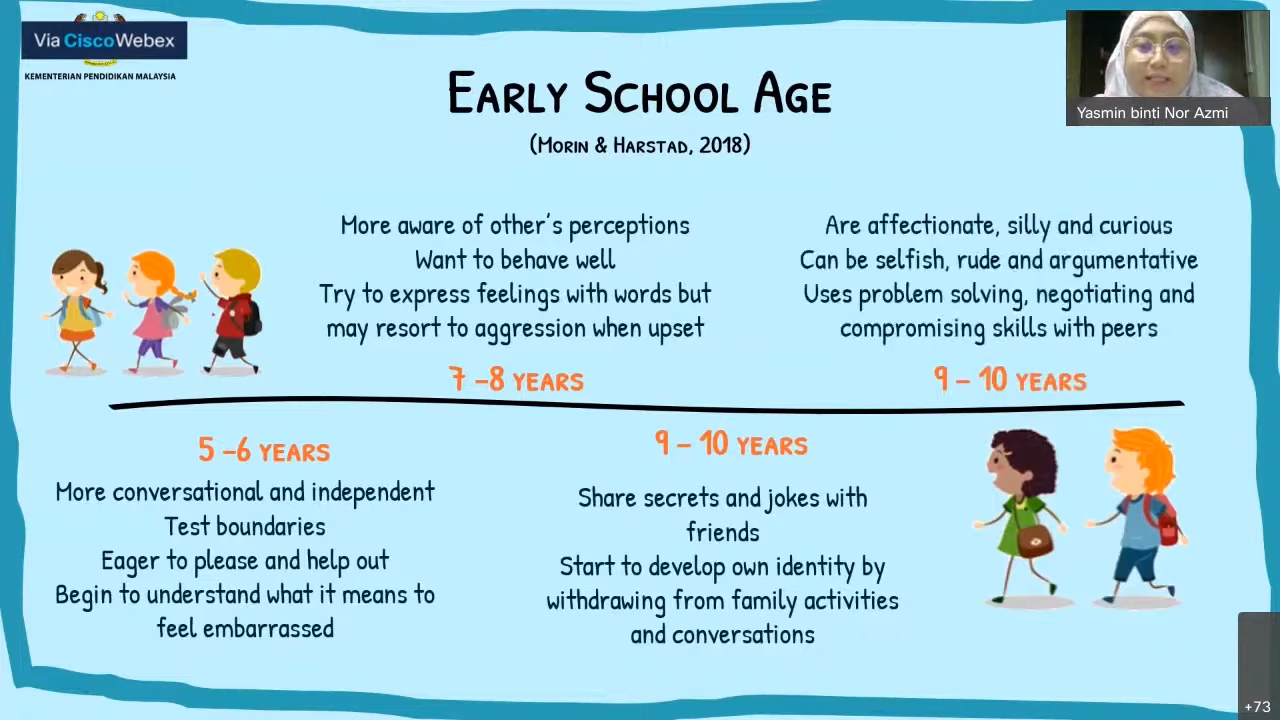 Via Cisco Webex
KEMENTERIAN PENDIDIKAN MALAYSIA
Yasmin binti Nor Azmi
EARLY SCHOOL AGE
(MORIN & HARSTAD, 2018)
More aware of other's perceptions
Want to behave well
Try to express feelings with words but
may resort to aggression when upset
7 -8 YEARS
Are affectionate, silly and curious
Can be selfish, rude and argumentative
Uses problem solving, negotiating and
compromising skills with peers
9 – 10 YEARS
5 -6 YEARS
More conversational and independent
Test boundaries
Eager to please and help out
Begin to understand what it means to
feel embarrassed
9 – 10 YEARS
Share secrets and jokes with
friends
Start to develop own identity by
withdrawing from family activities
and conversations
+73